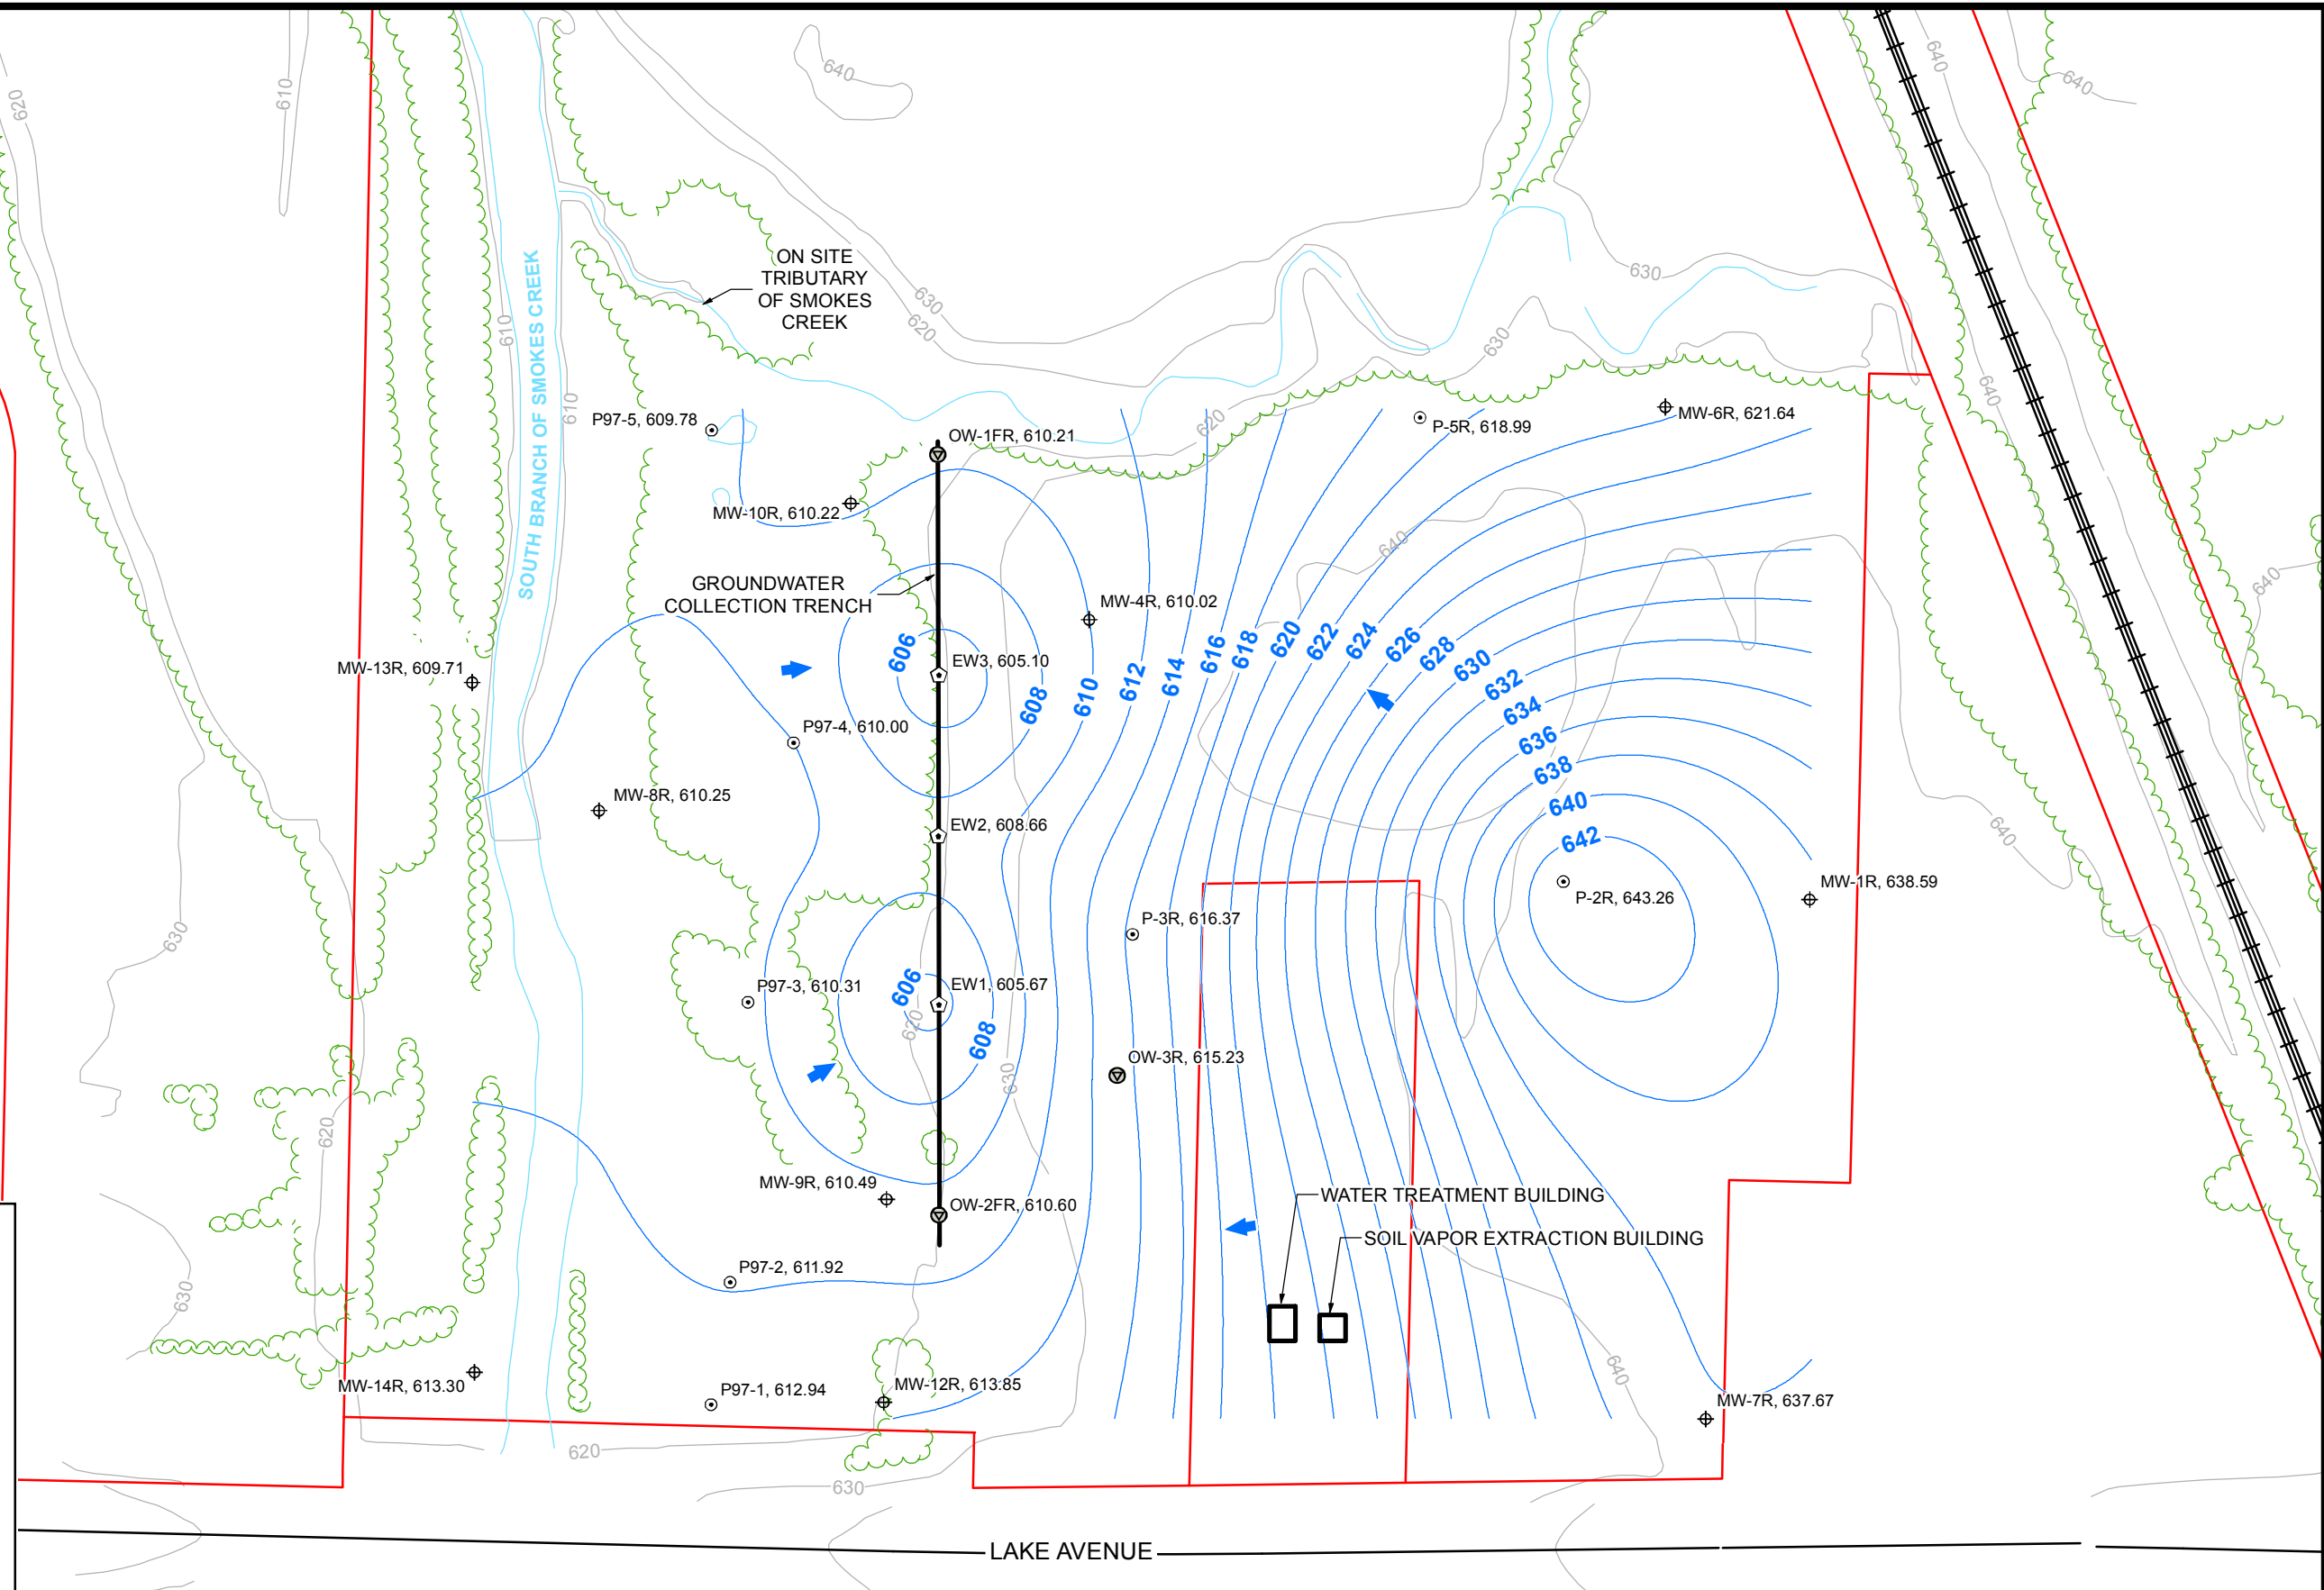 640
640
640
610
620
630
ON SITE
TRIBUTARY
OF SMOKES
CREEK
630
620
630
610
610
SOUTH BRANCH OF SMOKES CREEK
640
P97-5, 609.78
OW-1FR, 610.21
620
P-5R, 618.99
MW-6R, 621.64
MW-10R, 610.22
640
GROUNDWATER
COLLECTION TRENCH
MW-4R, 610.02
640
MW-13R, 609.71
606
EW3, 605.10
608
610
612
614
616
618
620
622
624
626
628
630
632
634
636
638
640
642
P97-4, 610.00
MW-8R, 610.25
EW2, 608.66
640
P-2R, 643.26
MW-1R, 638.59
P-3R, 616.37
630
P97-3, 610.31
606
EW1, 605.67
620
608
630
OW-3R, 615.23
620
MW-9R, 610.49
OW-2FR, 610.60
WATER TREATMENT BUILDING
SOIL VAPOR EXTRACTION BUILDING
P97-2, 611.92
630
MW-14R, 613.30
P97-1, 612.94
MW-12R, 613.85
640
MW-7R, 637.67
620
630
LAKE AVENUE